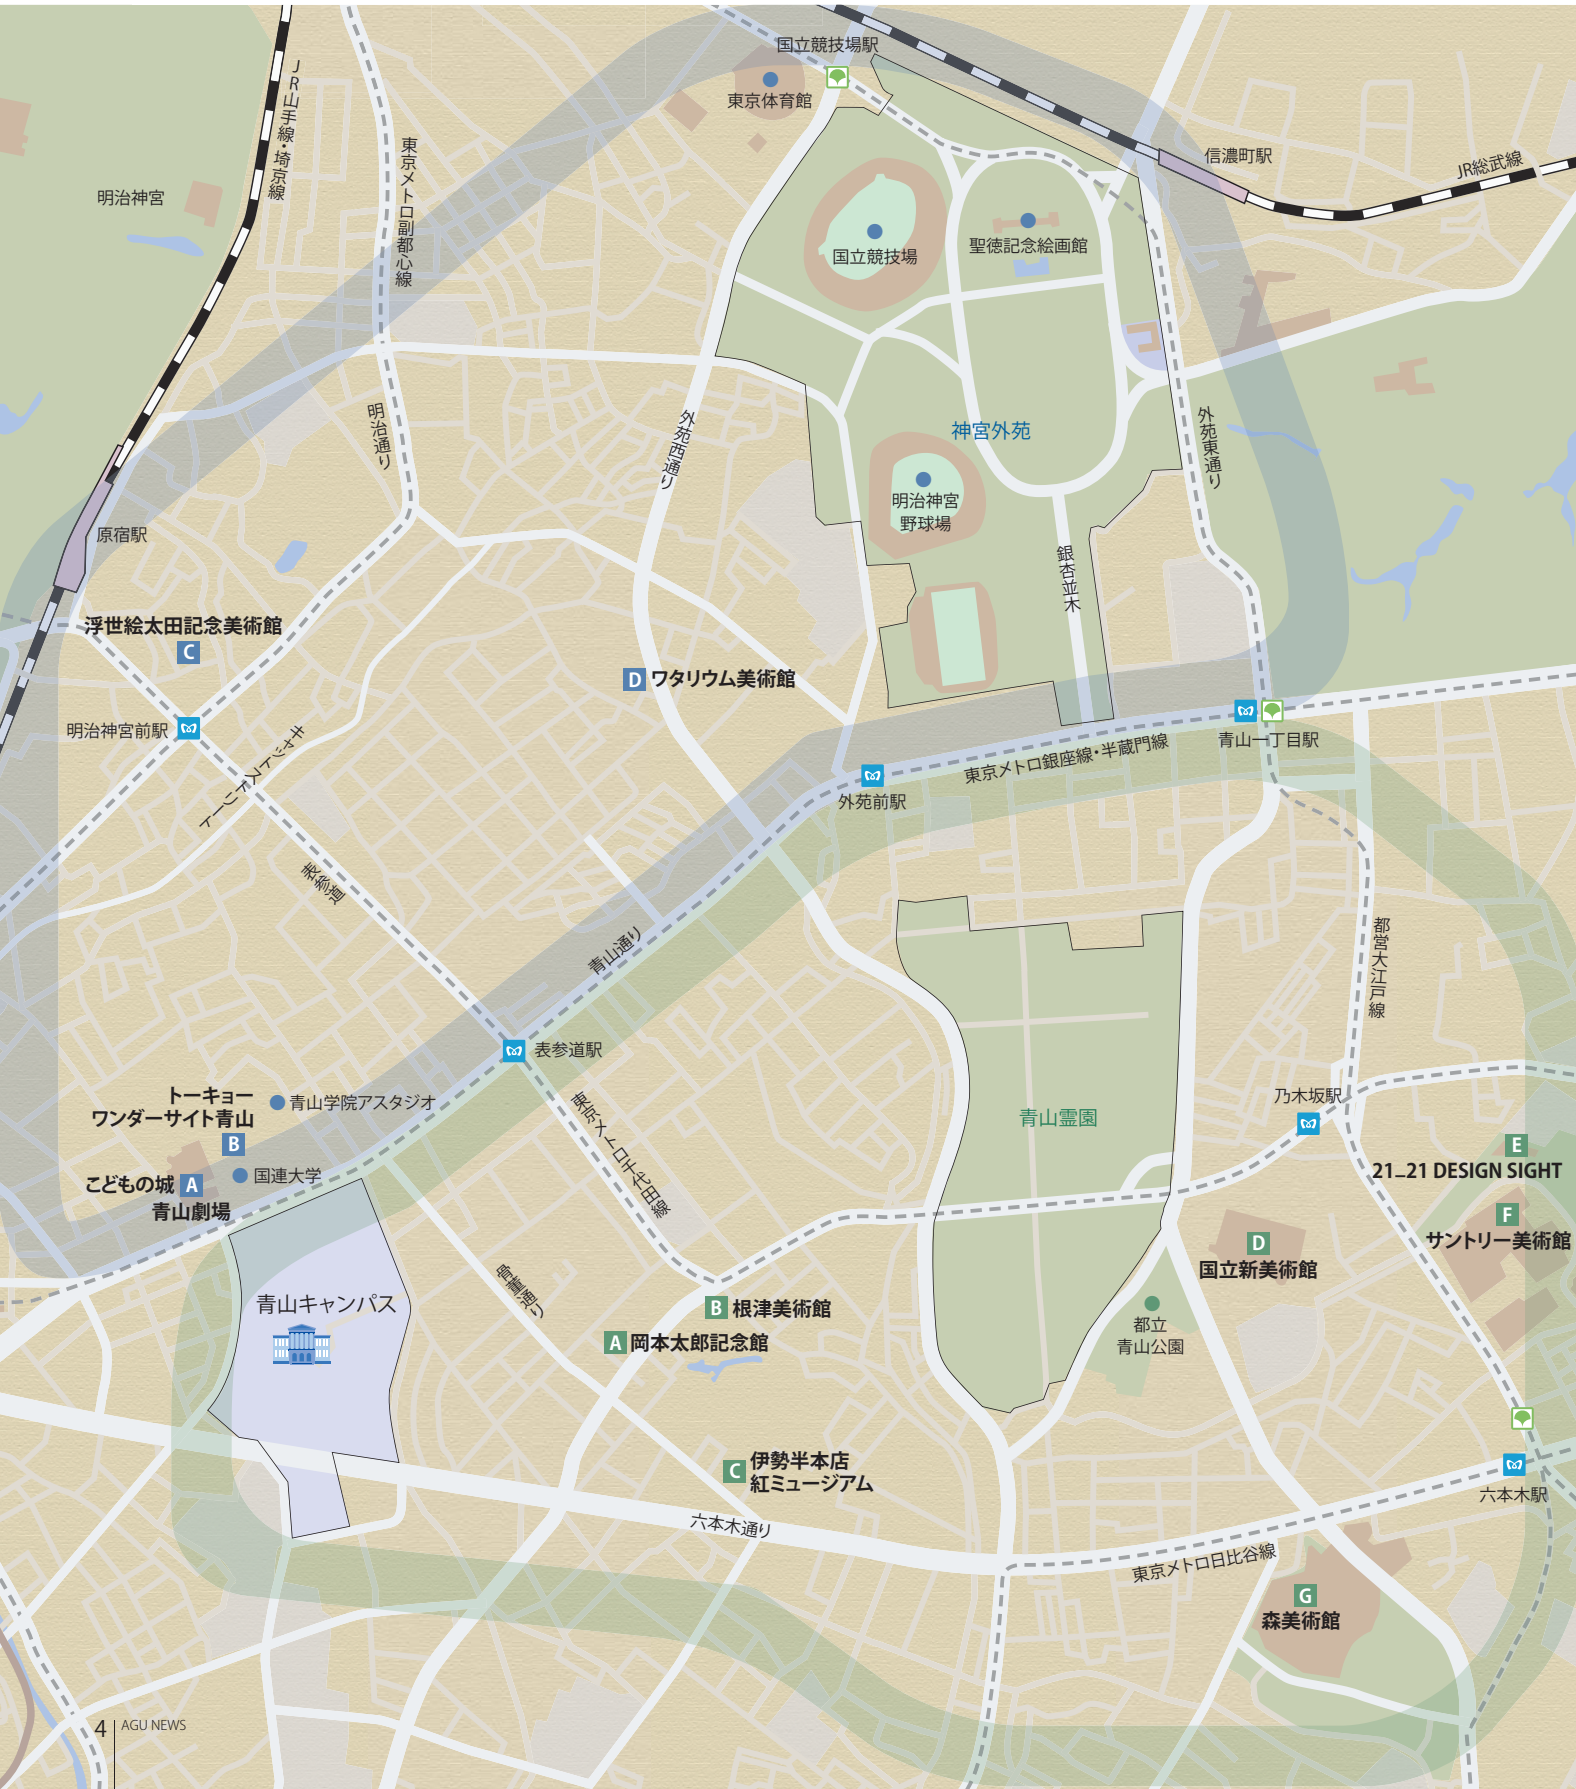 国立競技場駅
東京体育館
JR山手線・埼京線
東京メトロ副都心線
信濃町駅
JR総武線
明治神宮
国立競技場
聖徳記念絵画館
明治通り
外苑西通り
神宮外苑
外苑東通り
明治神宮
野球場
原宿駅
銀杏並木
浮世絵太田記念美術館
C
D ワタリウム美術館
明治神宮前駅
キャットストリート
青山一丁目駅
東京メトロ銀座線・半蔵門線
外苑前駅
表参道
青山通り
都営大江戸線
表参道駅
トーキョー
ワンダーサイト青山
B
青山学院アスタジオ
東京メトロ千代田線
青山霊園
乃木坂駅
E
21_21 DESIGN SIGHT
国連大学
こどもの城 A
青山劇場
F
サントリー美術館
D
国立新美術館
骨董通り
青山キャンパス
B 根津美術館
A 岡本太郎記念館
都立
青山公園
C 伊勢半本店
紅ミュージアム
六本木駅
六本木通り
東京メトロ日比谷線
G
森美術館
4 AGU NEWS